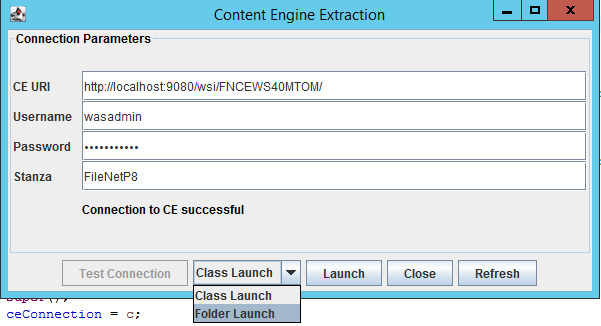 Content Engine Extraction
Connection Parameters
CE URI http://localhost:9080/wsi/FNCEWS40MTOM/
Username wasadmin
Password •••••••••••
Stanza FileNetP8
Connection to CE successful
Test Connection Class Launch Launch Close Refresh
Class Launch
Folder Launch
super();
ceConnection = c;